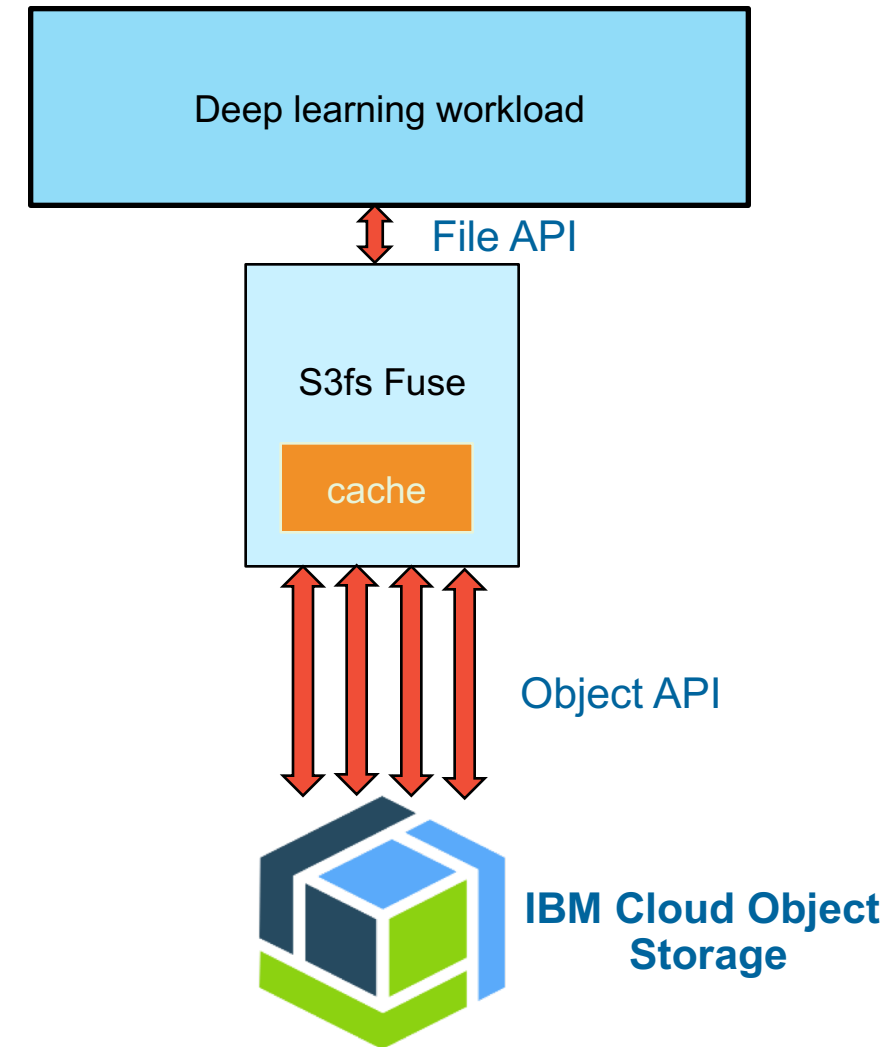 Deep learning workload
File API
S3fs Fuse
cache
Object API
IBM Cloud Object
Storage